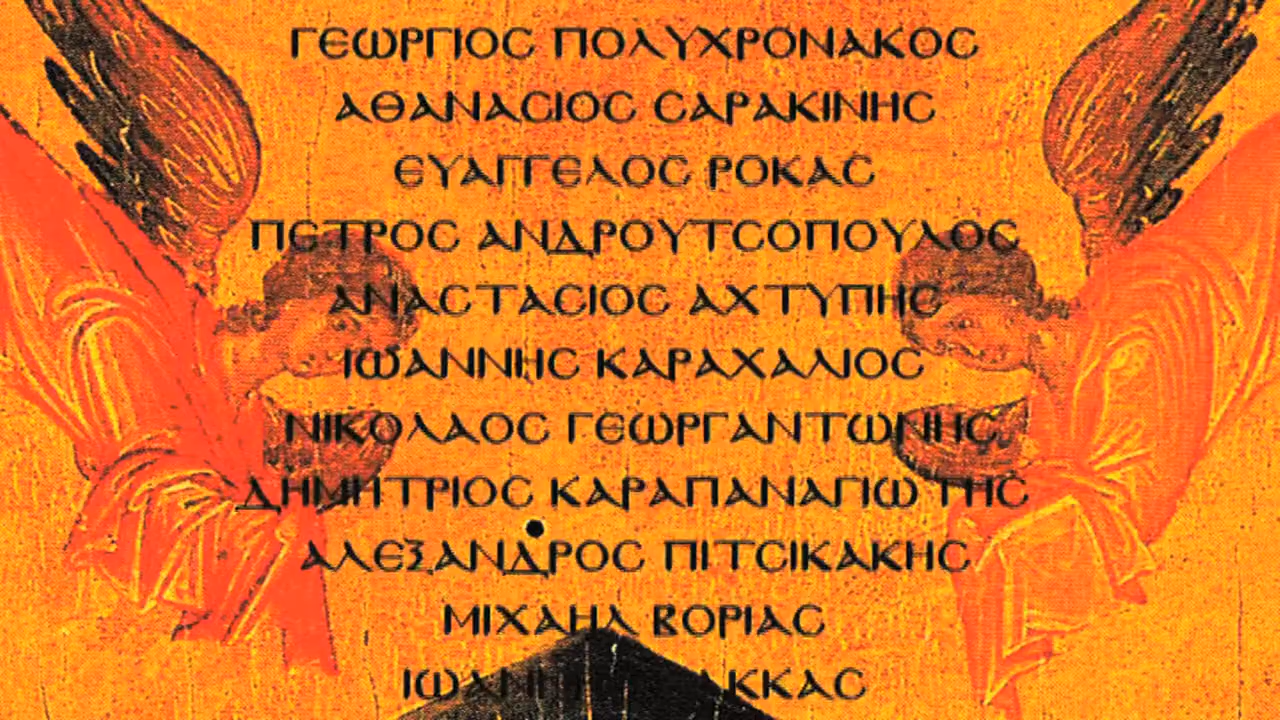 ΓΕΩΡΓΙΟΣ ΠΟΛΥΧΡΟΝΑΚΟΣ
ΑΘΑΝΑΣΙΟΣ ΣΑΡΑΚΙΝΗΣ
ΕΥΑΓΓΕΛΟΣ ΡΟΚΑΣ
ΠΕΤΡΟΣ ΑΝΔΡΟΥΤΣΟΠΟΥΛΟΣ
ΑΝΑΣΤΑΣΙΟΣ ΑΧΤΥΠΗΣ
ΙΩΑΝΝΗΣ ΚΑΡΑΧΑΛΙΟΣ
ΝΙΚΟΛΑΟΣ ΓΕΩΡΓΑΝΤΩΝΗΣ
ΔΗΜΗΤΡΙΟΣ ΚΑΡΑΠΑΝΑΓΙΩΤΗΣ
ΑΛΕΞΑΝΔΡΟΣ ΠΙΤΣΙΚΑΚΗΣ
ΜΙΧΑΗΛ ΒΟΡΙΑΣ
ΙΩΑΝΝΗΣ